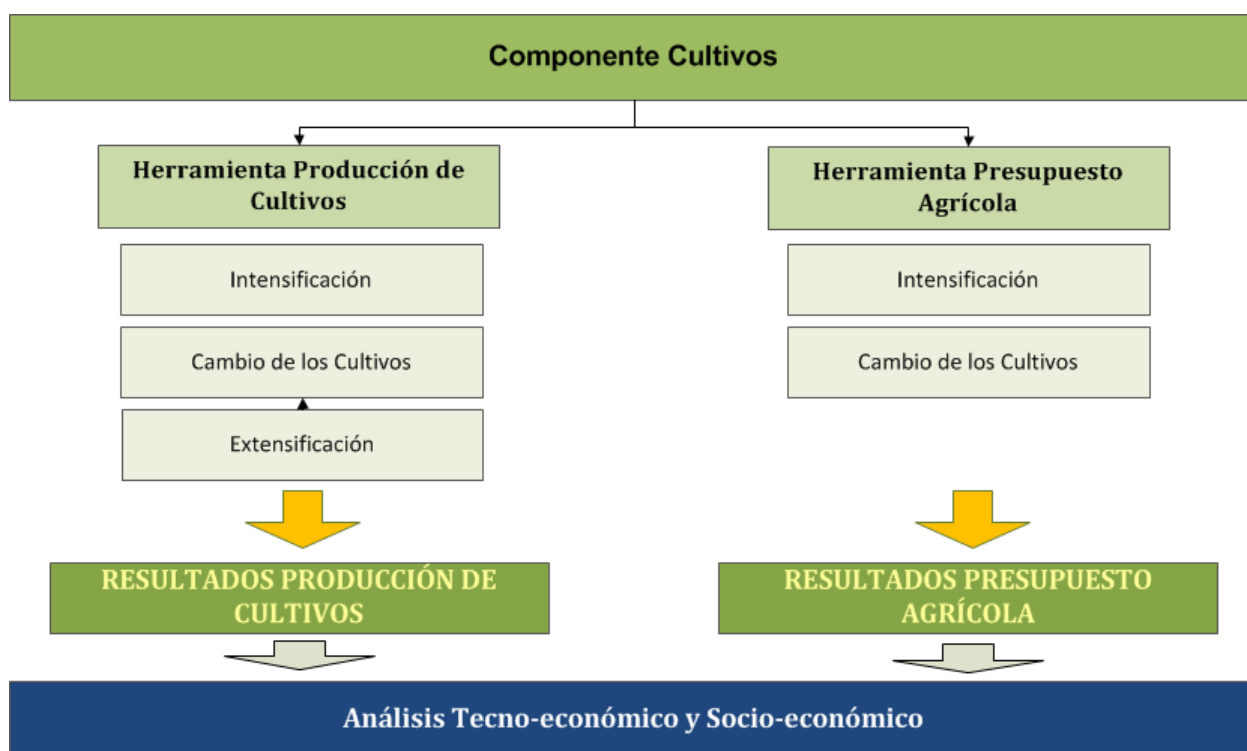 Componente Cultivos
Herramienta Producción de
Cultivos
Intensificación
Cambio de los Cultivos
Extensificación
RESULTADOS PRODUCCIÓN DE
CULTIVOS
Herramienta Presupuesto
Agrícola
Intensificación
Cambio de los Cultivos
RESULTADOS PRESUPUESTO
AGRÍCOLA
Análisis Tecno-económico y Socio-económico